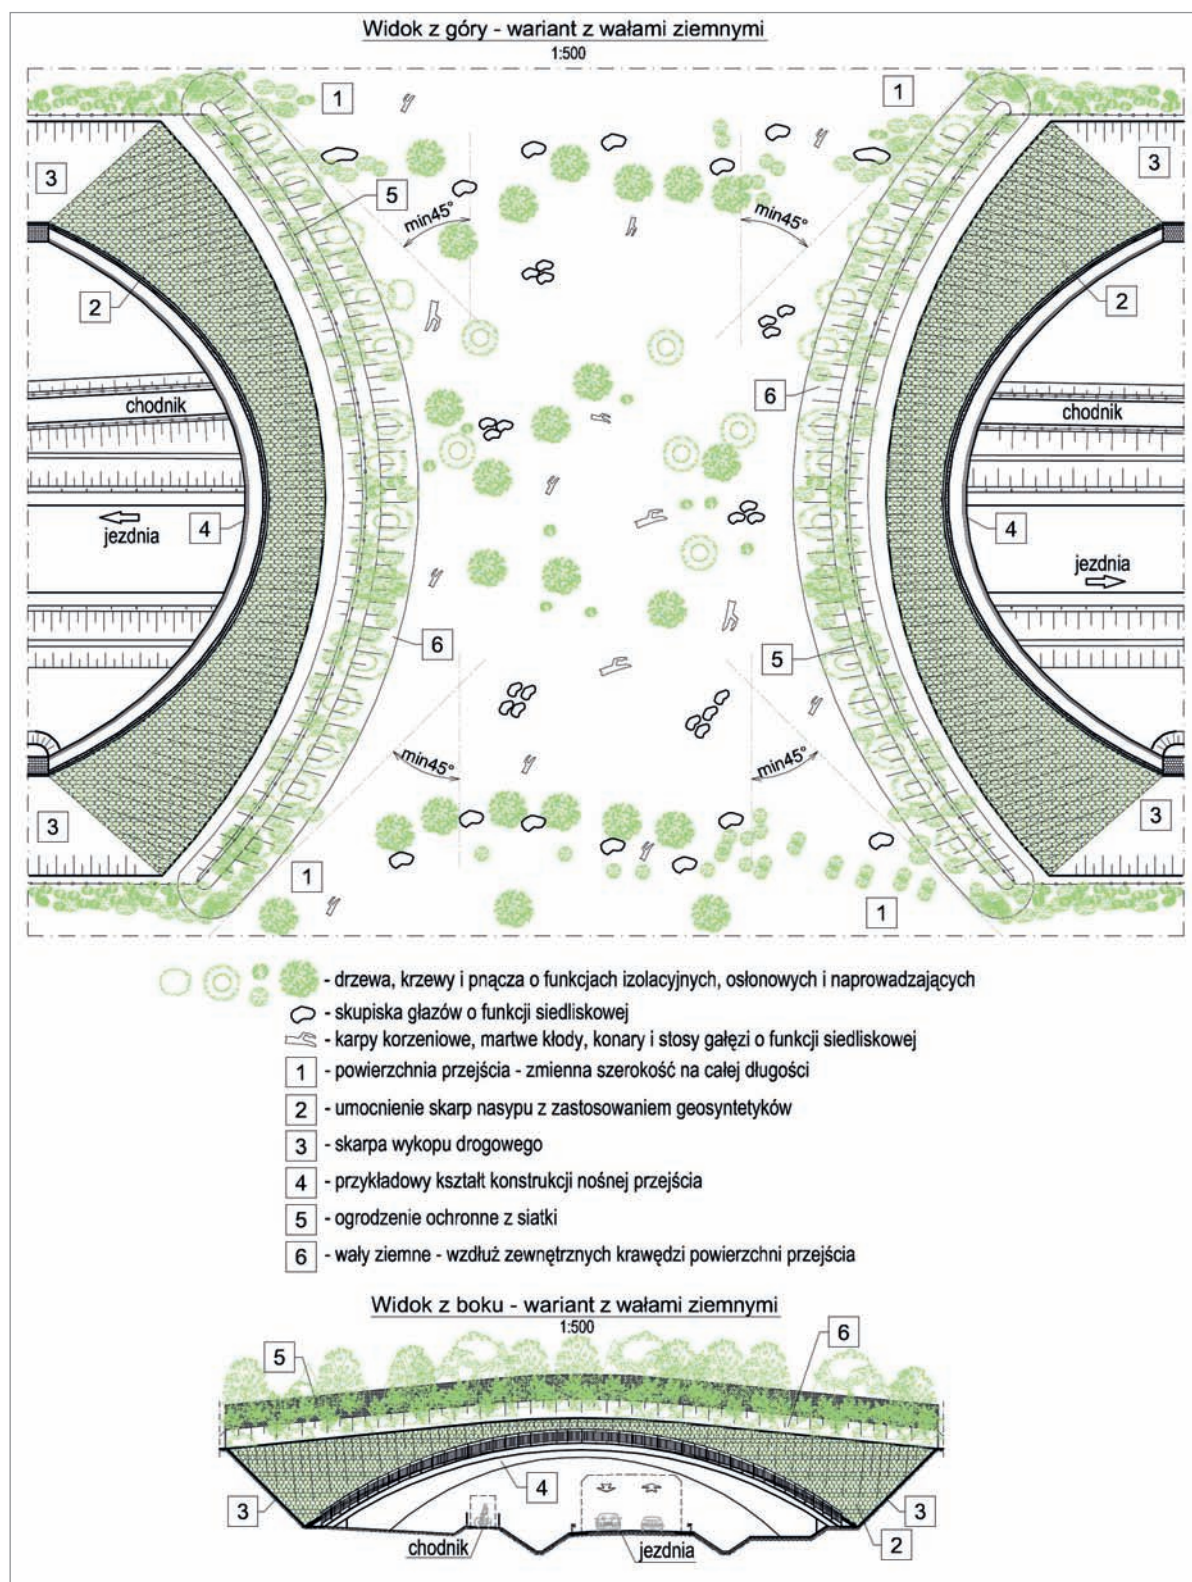 Widok z góry - wariant z wałami ziemnymi
1:500
1
1
3
3
5
min45°
min45°
2
2
6
chodnik
chodnik
4
4
jezdnia
jezdnia
6
5
min45°
min45°
3
3
1
1
- drzewa, krzewy i pnącza o funkcjach izolacyjnych, osłonowych i naprowadzających
- skupiska głazów o funkcji siedliskowej
- karpy korzeniowe, martwe kłody, konary i stosy gałęzi o funkcji siedliskowej
1 - powierzchnia przejścia - zmienna szerokość na całej długości
2 - umocnienie skarp nasypu z zastosowaniem geosyntetyków
3 - skarpa wykopu drogowego
4 - przykładowy kształt konstrukcji nośnej przejścia
5 - ogrodzenie ochronne z siatki
6 - wały ziemne - wzdłuż zewnętrznych krawędzi powierzchni przejścia
Widok z boku - wariant z wałami ziemnymi
1:500
6
5
4
3
3
2
chodnik
jezdnia